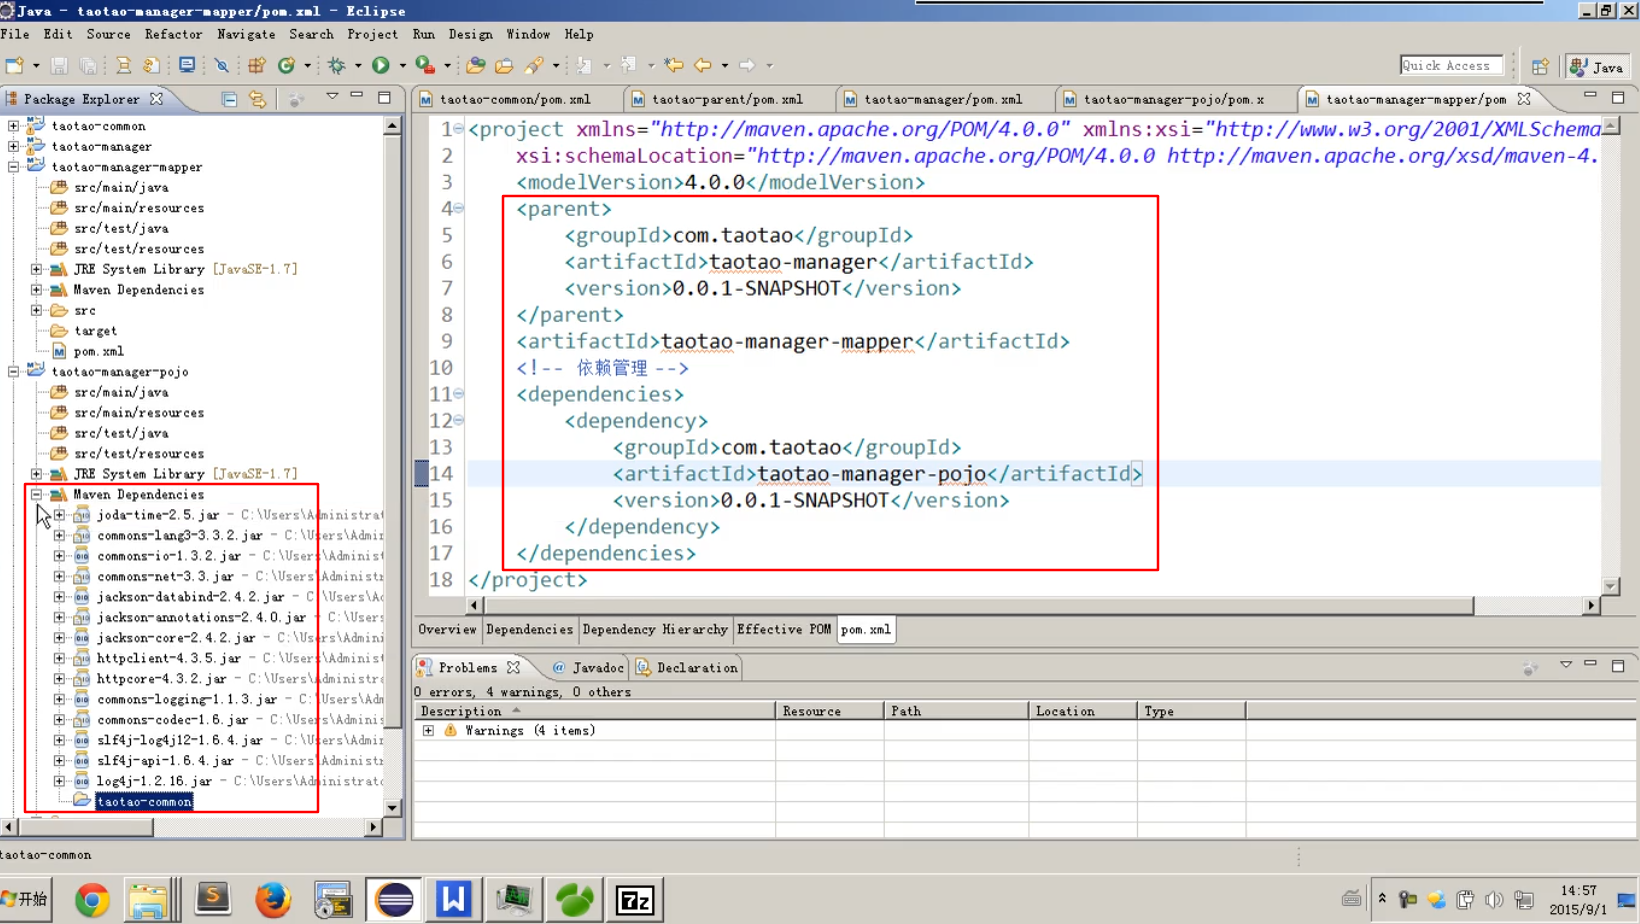 Java - taotao-manager-mapper/pom.xml - Eclipse
File Edit Source Refactor Navigate Search Project Run Design Window Help
Quick Access
Java
Package Explorer
taotao-common/pom.xml
taotao-parent/pom.xml
taotao-manager/pom.xml
taotao-manager-pojo/pom.x
taotao-manager-mapper/pom
taotao-common
taotao-manager
taotao-manager-mapper
src/main/java
src/main/resources
src/test/java
src/test/resources
JRE System Library [JavaSE-1.7]
Maven Dependencies
src
target
pom.xml
taotao-manager-pojo
src/main/java
src/main/resources
src/test/java
src/test/resources
JRE System Library [JavaSE-1.7]
Maven Dependencies
joda-time-2.5.jar - C:\Users\Administrat
commons-lang3-3.3.2.jar - C:\Users\Admi
commons-io-1.3.2.jar - C:\Users\Adminis
commons-net-3.3.jar - C:\Users\Administ
jackson-databind-2.4.2.jar - C:\Users\A
jackson-annotations-2.4.0.jar - C:\Users
jackson-core-2.4.2.jar - C:\Users\Admini
httpclient-4.3.5.jar - C:\Users\Adminis
httpcore-4.3.2.jar - C:\Users\Administ
commons-logging-1.1.3.jar - C:\Users\Ad
commons-codec-1.6.jar - C:\Users\Adminis
slf4j-log4j12-1.6.4.jar - C:\Users\Admi
slf4j-api-1.6.4.jar - C:\Users\Administ
log4j-1.2.16.jar - C:\Users\Administrat
taotao-common
1 <project xmlns="http://maven.apache.org/POM/4.0.0" xmlns:xsi="http://www.w3.org/2001/XMLSchema
2 xsi:schemaLocation="http://maven.apache.org/POM/4.0.0 http://maven.apache.org/xsd/maven-4.
3 <modelVersion>4.0.0</modelVersion>
4 <parent>
5 <groupId>com.taotao</groupId>
6 <artifactId>taotao-manager</artifactId>
7 <version>0.0.1-SNAPSHOT</version>
8 </parent>
9 <artifactId>taotao-manager-mapper</artifactId>
10 <!-- 依赖管理 -->
11 <dependencies>
12 <dependency>
13 <groupId>com.taotao</groupId>
14 <artifactId>taotao-manager-pojo</artifactId>
15 <version>0.0.1-SNAPSHOT</version>
16 </dependency>
17 </dependencies>
18 </project>
Overview Dependencies Dependency Hierarchy Effective POM pom.xml
Problems Javadoc Declaration
0 errors, 4 warnings, 0 others
Description Resource Path Location Type
Warnings (4 items)
taotao-common
开始
14:57
2015/9/1